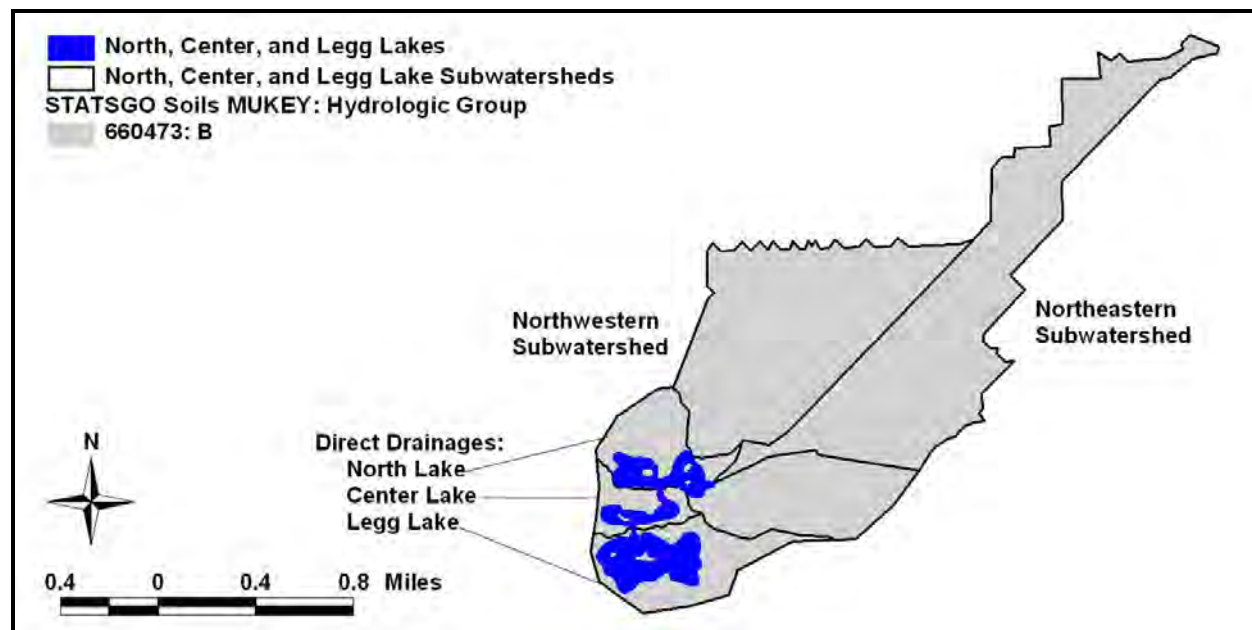 North, Center, and Legg Lakes
North, Center, and Legg Lake Subwatersheds
STATSGO Soils MUKEY: Hydrologic Group
660473: B
Northwestern
Subwatershed
Northeastern
Subwatershed
Direct Drainages:
North Lake
Center Lake
Legg Lake
N
0.4 0 0.4 0.8 Miles